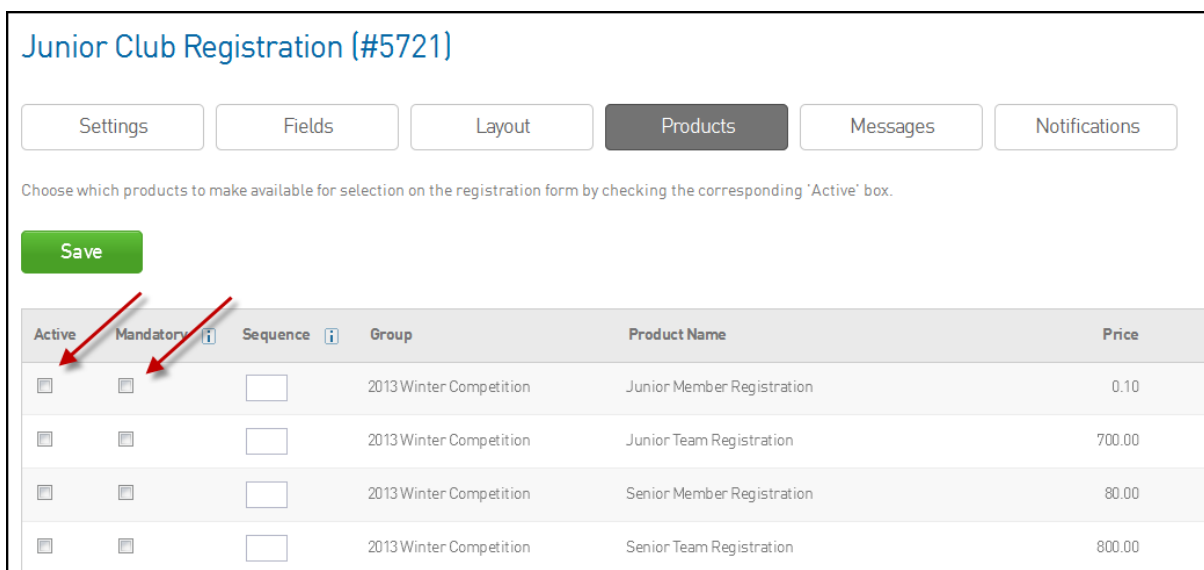 Junior Club Registration (#5721)
Settings Fields Layout Products Messages Notifications
Choose which products to make available for selection on the registration form by checking the corresponding 'Active' box.
Save
Active Mandatory i Sequence i Group Product Name Price
2013 Winter Competition Junior Member Registration 0.10
2013 Winter Competition Junior Team Registration 700.00
2013 Winter Competition Senior Member Registration 80.00
2013 Winter Competition Senior Team Registration 800.00